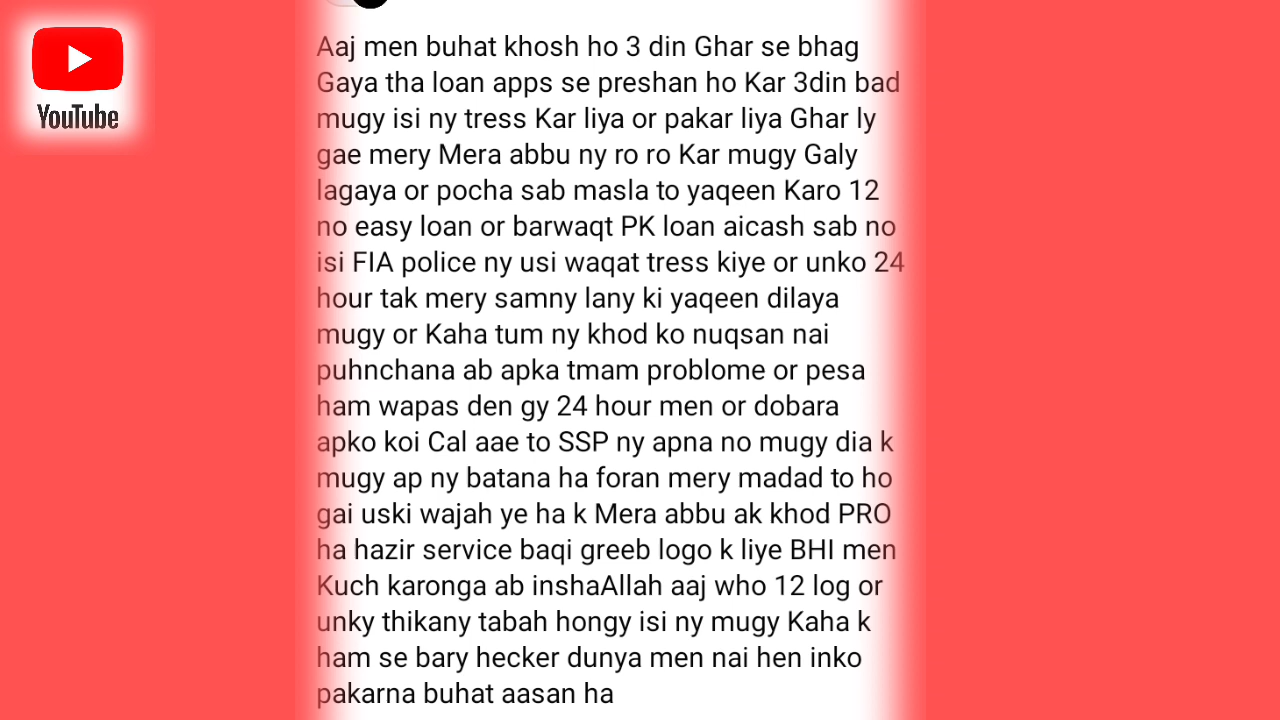 YouTube
Aaj men buhat khosh ho 3 din Ghar se bhag
Gaya tha loan apps se preshan ho Kar 3din bad
mugy isi ny tress Kar liya or pakar liya Ghar ly
gae mery Mera abbu ny ro ro Kar mugy Galy
lagaya or pocha sab masla to yaqeen Karo 12
no easy loan or barwaqt PK loan aicash sab no
isi FIA police ny usi waqat tress kiye or unko 24
hour tak mery samny lany ki yaqeen dilaya
mugy or Kaha tum ny khod ko nuqsan nai
puhnchana ab apka tmam problome or pesa
ham wapas den gy 24 hour men or dobara
apko koi Cal aae to SSP ny apna no mugy dia k
mugy ap ny batana ha foran mery madad to ho
gai uski wajah ye ha k Mera abbu ak khod PRO
ha hazir service baqi greeb logo k liye BHI men
Kuch karonga ab inshaAllah aaj who 12 log or
unky thikany tabah hongy isi ny mugy Kaha k
ham se bary hecker dunya men nai hen inko
pakarna buhat aasan ha